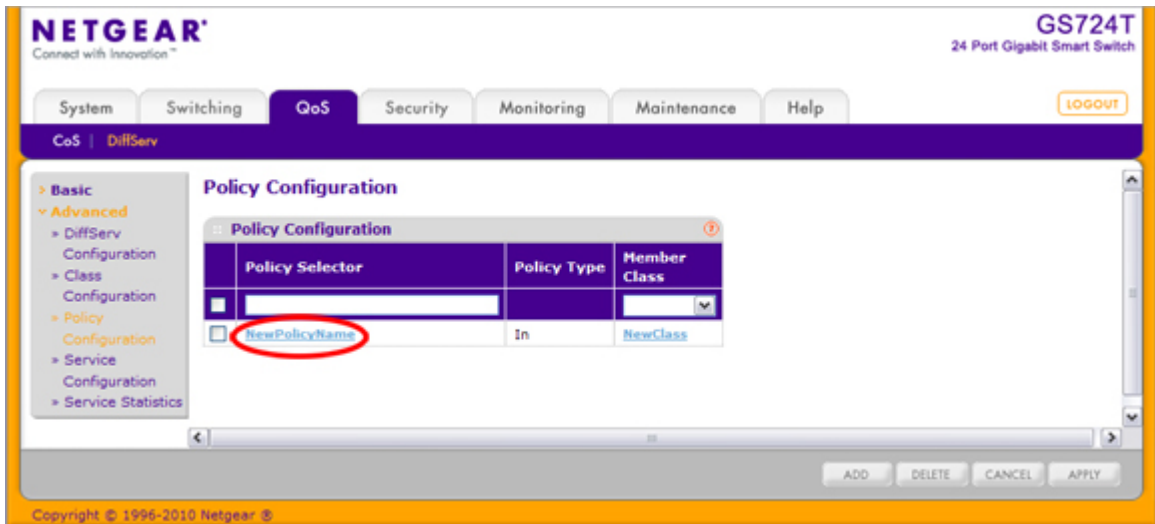 NETGEAR®
Connect with Innovation™
GS724T
24 Port Gigabit Smart Switch
System Switching QoS Security Monitoring Maintenance Help LOGOUT
CoS | DiffServ
Basic
Advanced
» DiffServ
Configuration
» Class
Configuration
» Policy
Configuration
» Service
Configuration
» Service Statistics
Policy Configuration
Policy Configuration ?
Policy Selector Policy Type Member
Class
NewPolicyName In NewClass
ADD DELETE CANCEL APPLY
Copyright © 1996-2010 Netgear ®